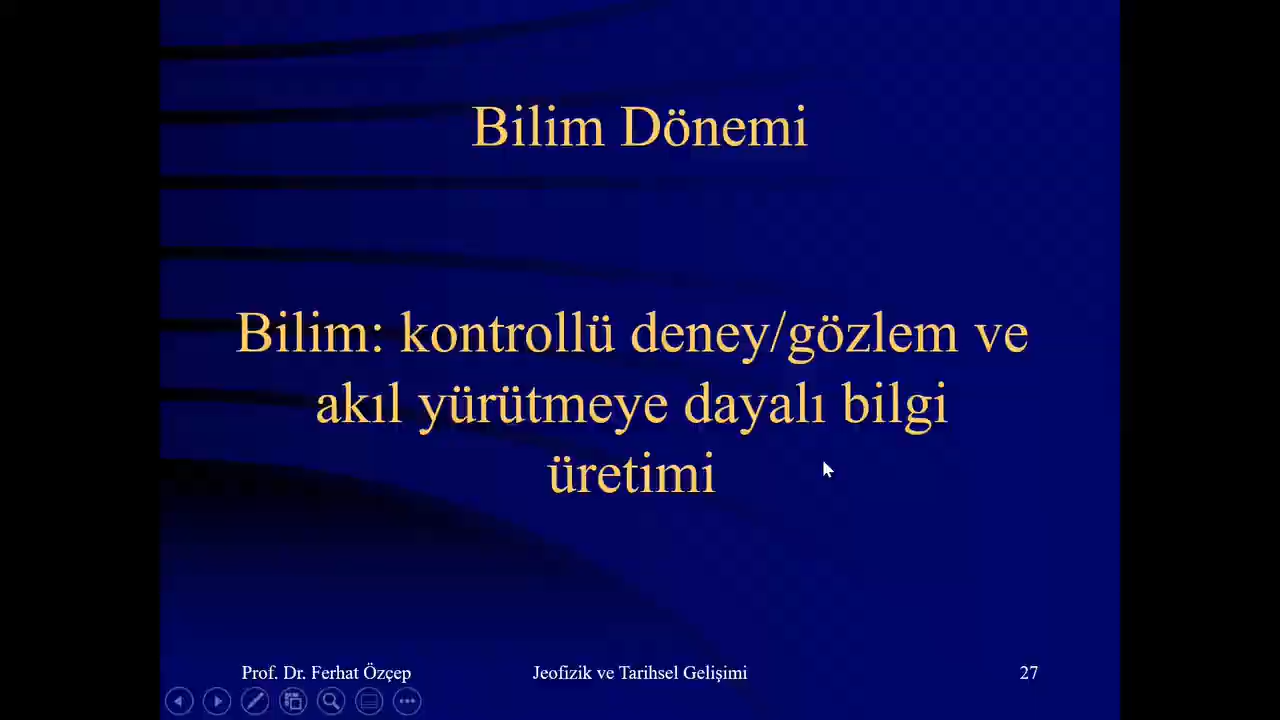 Bilim Dönemi
Bilim: kontrollü deney/gözlem ve
akıl yürütmeye dayalı bilgi
üretimi
Prof. Dr. Ferhat Özçep
Jeofizik ve Tarihsel Gelişimi
27